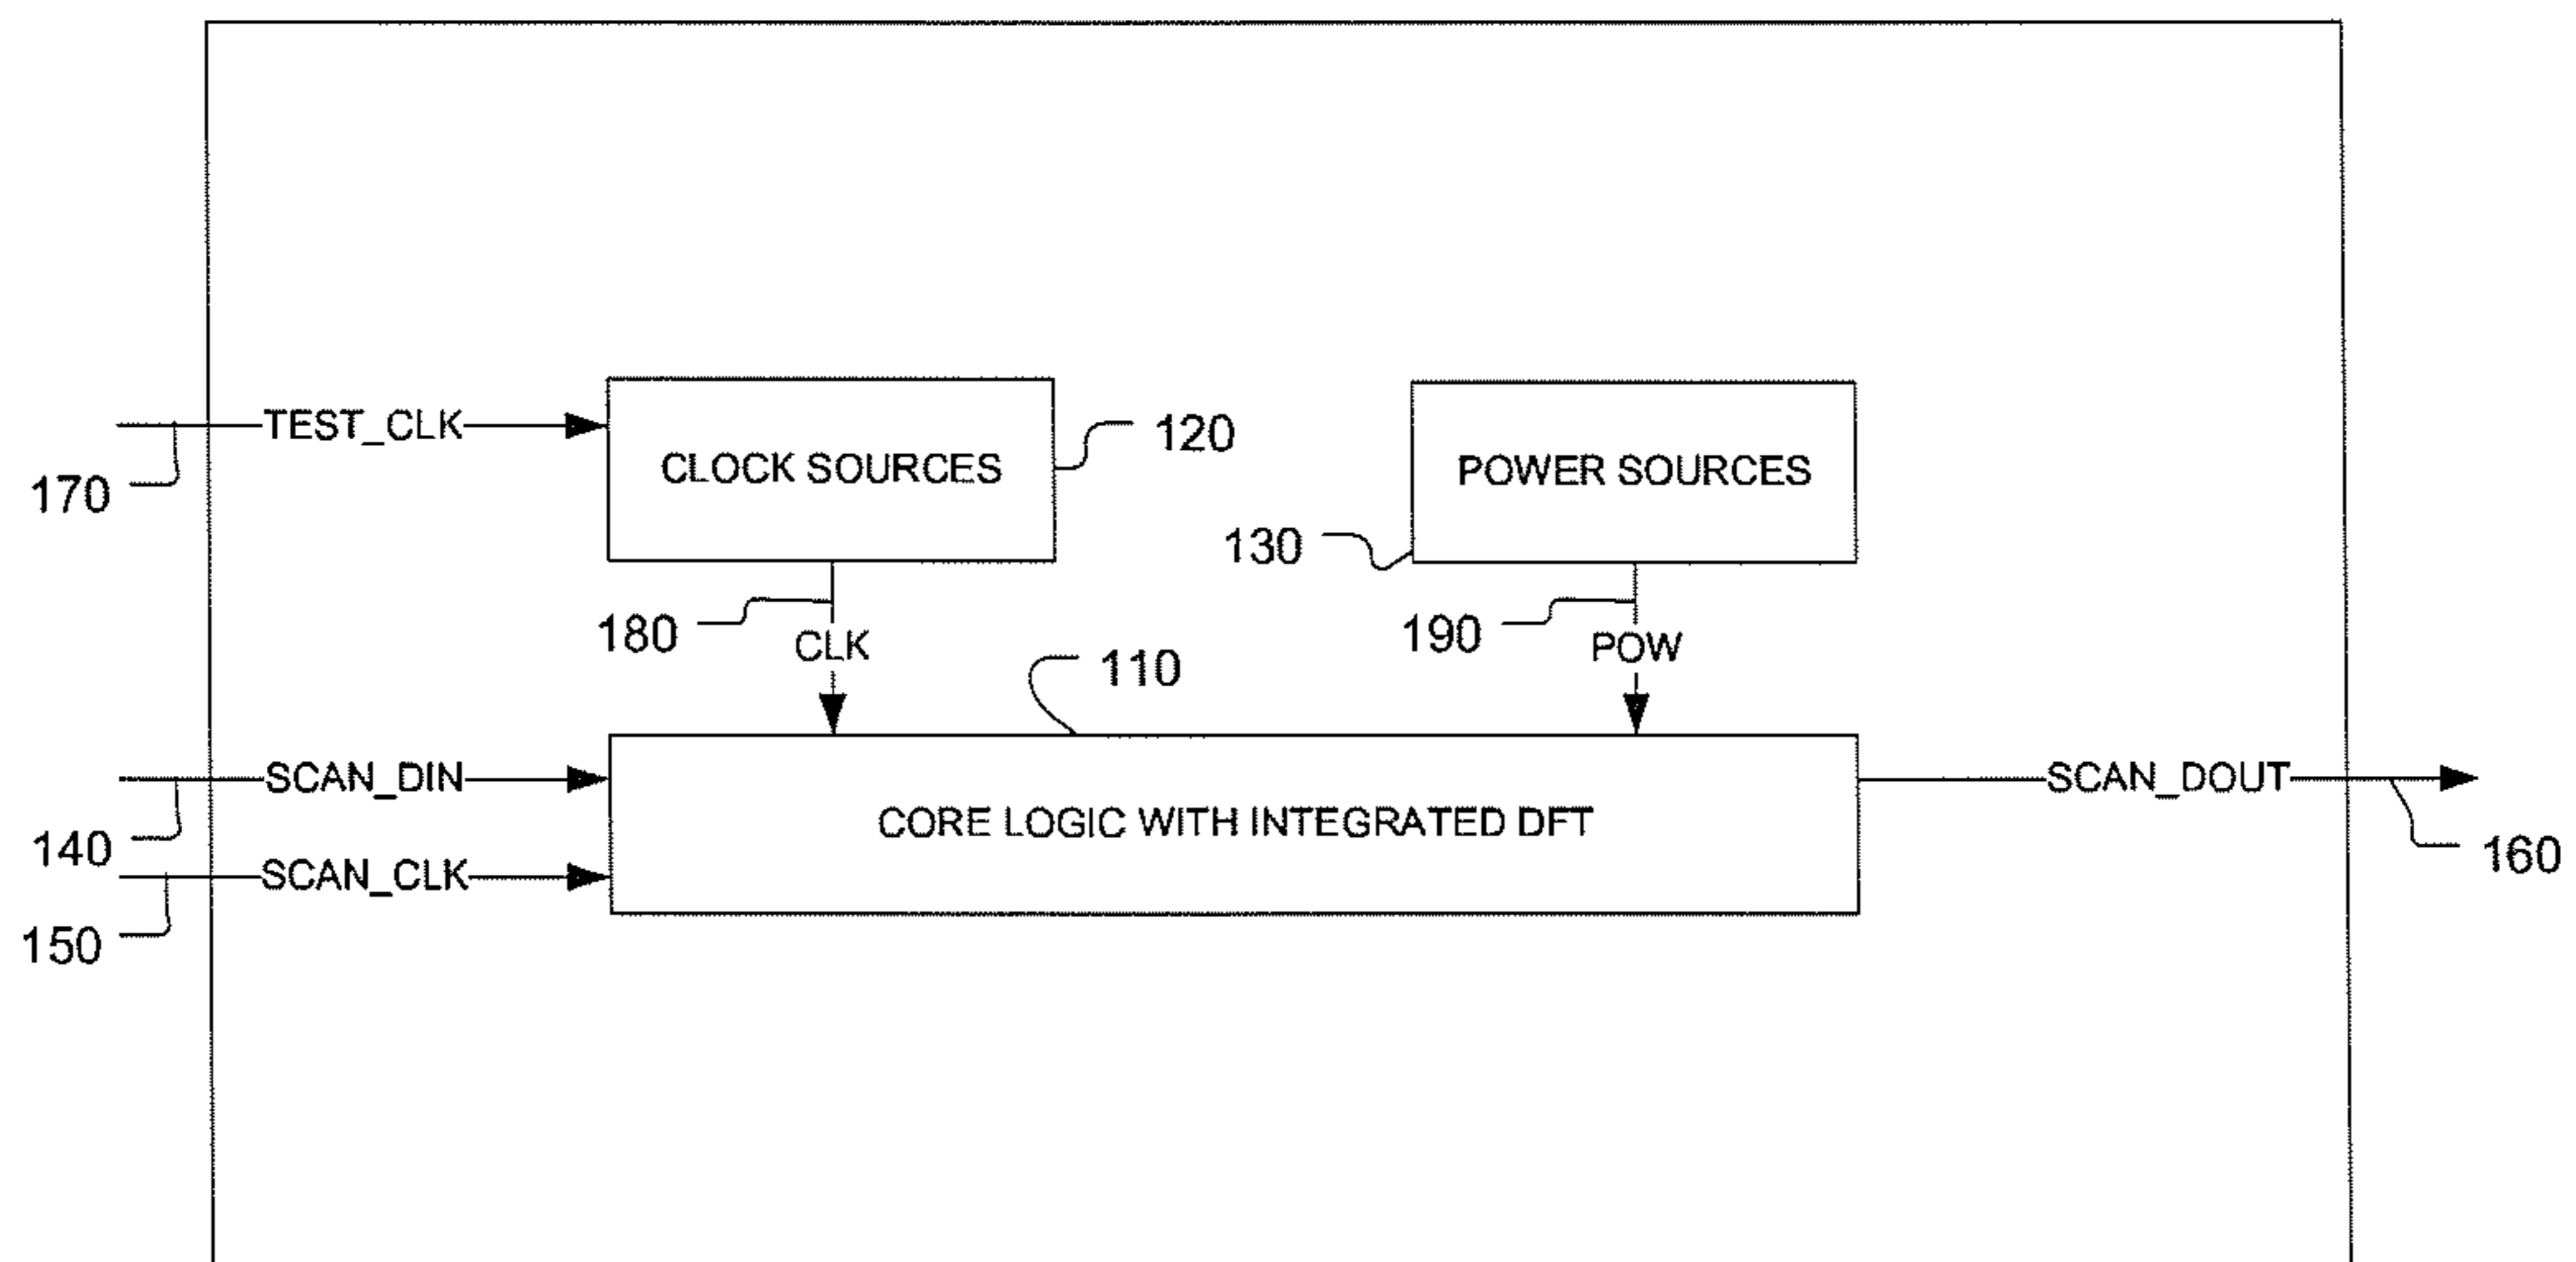 TEST_CLK
170
CLOCK SOURCES
120
POWER SOURCES
130
180
CLK
190
POW
110
SCAN_DIN
140
SCAN_CLK
150
CORE LOGIC WITH INTEGRATED DFT
SCAN_DOUT
160